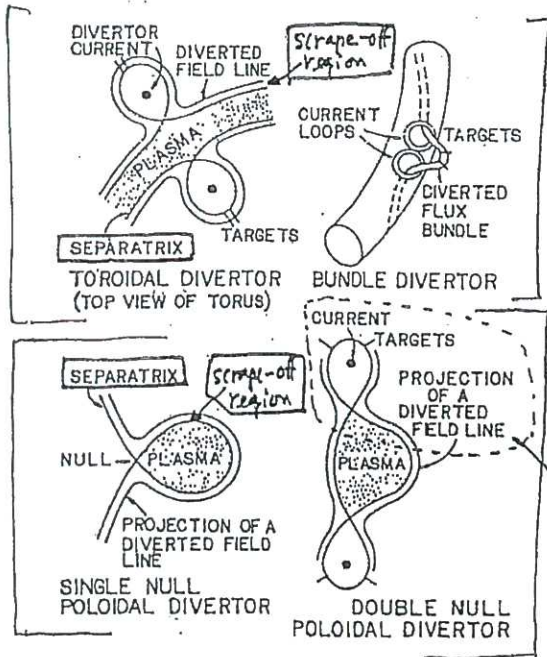 DIVERTOR
CURRENT
DIVERTED
FIELD LINE
scrape-off
region
PLASMA
TARGETS
SEPARATRIX
TOROIDAL DIVERTOR
(TOP VIEW OF TORUS)
CURRENT
LOOPS
TARGETS
DIVERTED
FLUX
BUNDLE
BUNDLE DIVERTOR
SEPARATRIX
scrape-off
region
NULL
PLASMA
PROJECTION OF A
DIVERTED FIELD
LINE
SINGLE NULL
POLOIDAL DIVERTOR
CURRENT
TARGETS
PROJECTION
OF A
DIVERTED
FIELD LINE
PLASMA
DOUBLE NULL
POLOIDAL DIVERTOR